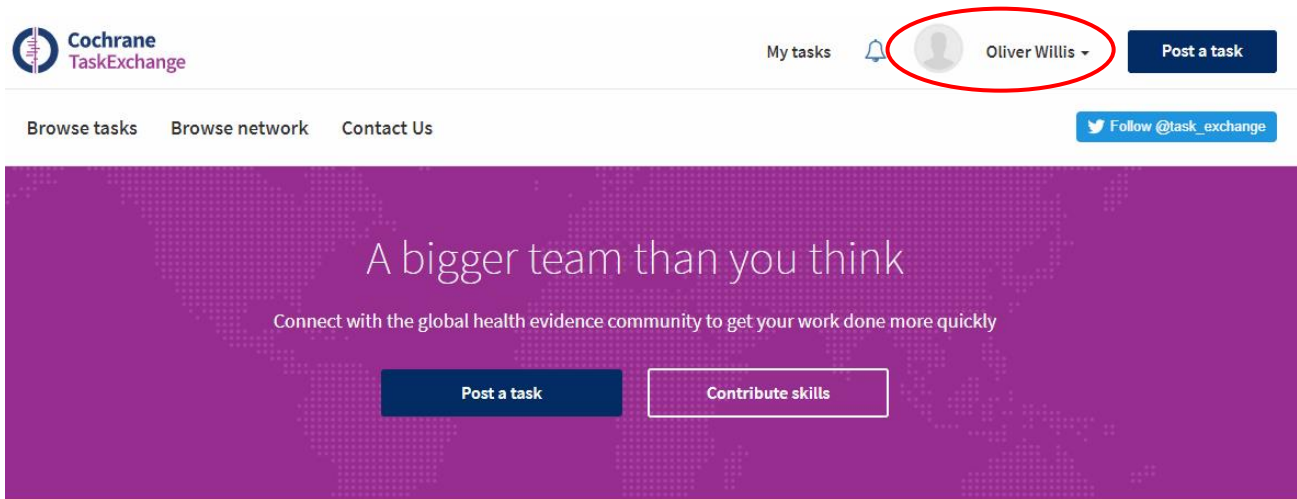 Cochrane
TaskExchange
My tasks
Oliver Willis
Post a task
Browse tasks
Browse network
Contact Us
Follow @task_exchange
A bigger team than you think
Connect with the global health evidence community to get your work done more quickly
Post a task
Contribute skills